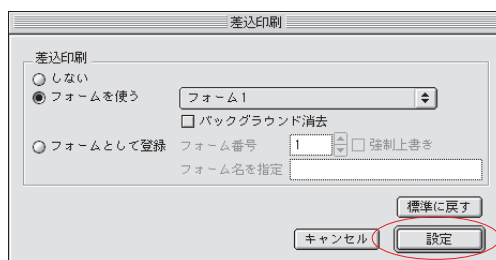 差込印刷
差込印刷
しない
フォームを使う フォーム1
バックグラウンド消去
フォームとして登録 フォーム番号 1 強制上書き
フォーム名を指定
標準に戻す
キャンセル 設定